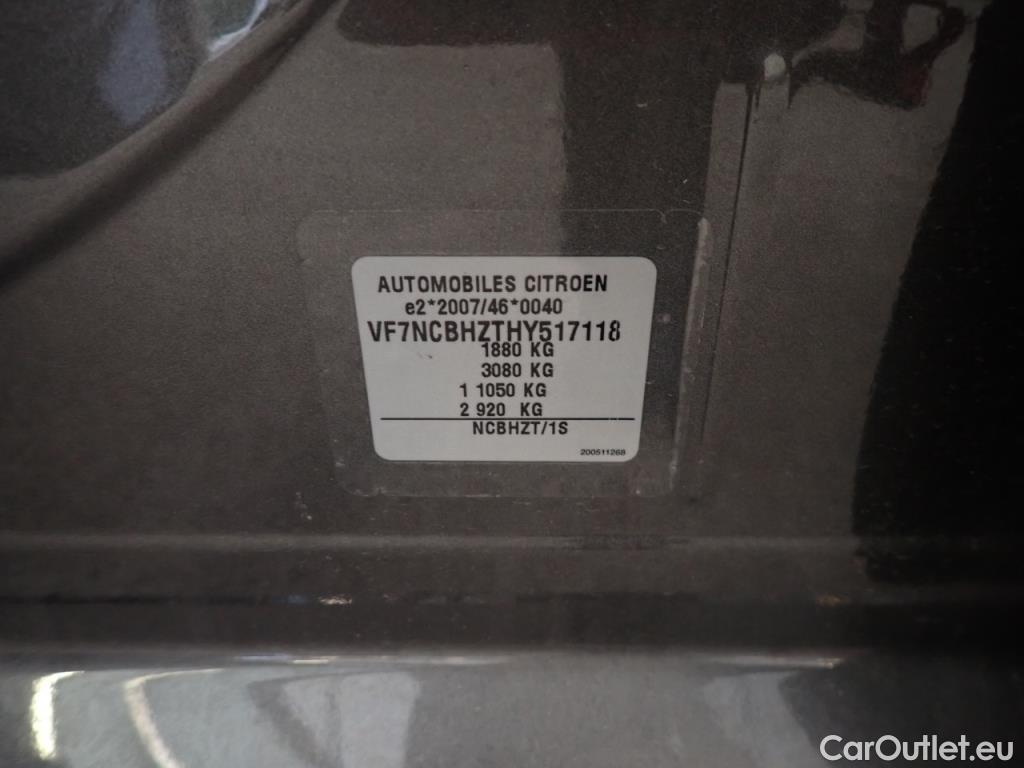 AUTOMOBILES CITROEN
e2*2007/46*0040
VF7NCBHZTHY517118
1880 KG
3080 KG
1 1050 KG
2 920 KG
NCBHZT/1S
200511268
CarOutlet.eu